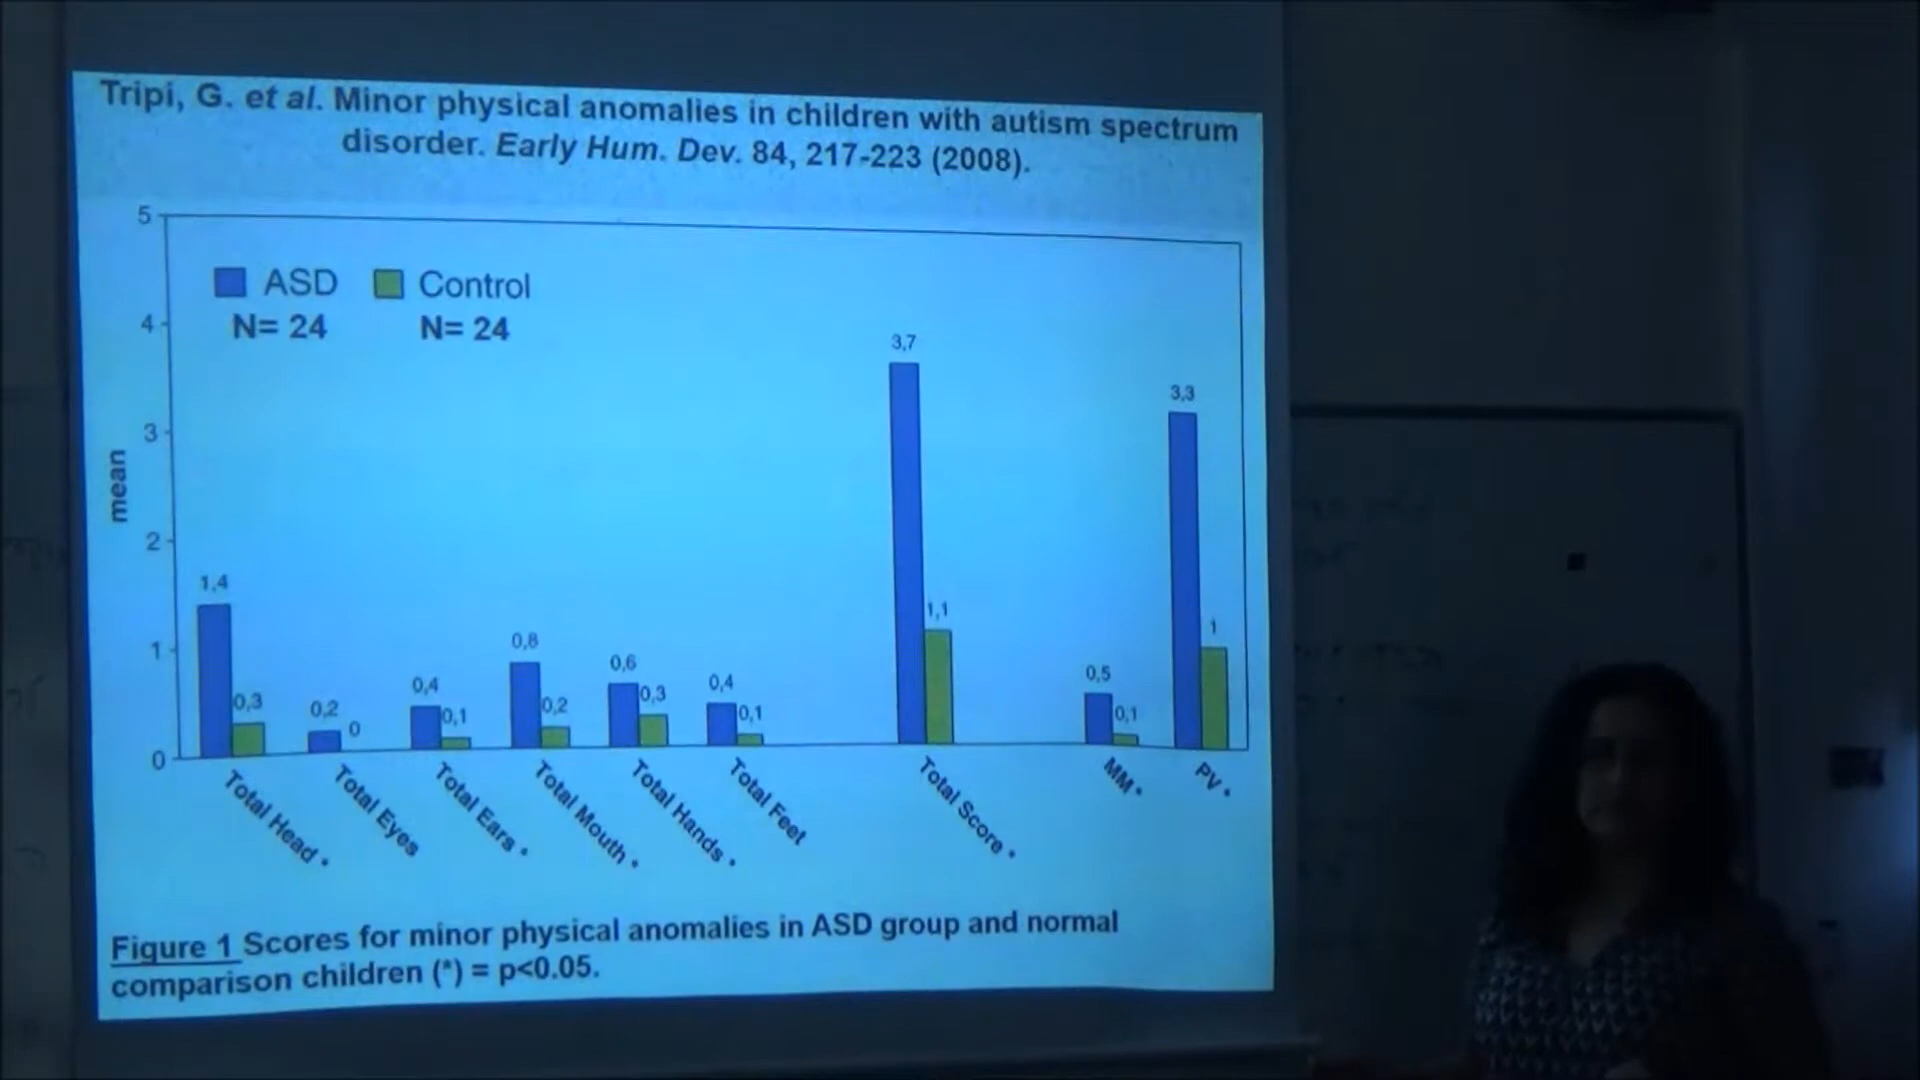 Tripi, G. et al. Minor physical anomalies in children with autism spectrum
disorder. Early Hum. Dev. 84, 217-223 (2008).
5
ASD Control
N= 24 N= 24
4
3,7
3,3
3
mean
2
1,4
1,1
1
1
0,8
0,6
0,5
0,4
0,4
0,3
0,3
0,2
0,2
0,1
0,1
0,1
0
0
Total Head *
Total Eyes
Total Ears *
Total Mouth *
Total Hands *
Total Feet
Total Score *
MM *
PV *
Figure 1 Scores for minor physical anomalies in ASD group and normal
comparison children (*) = p<0.05.